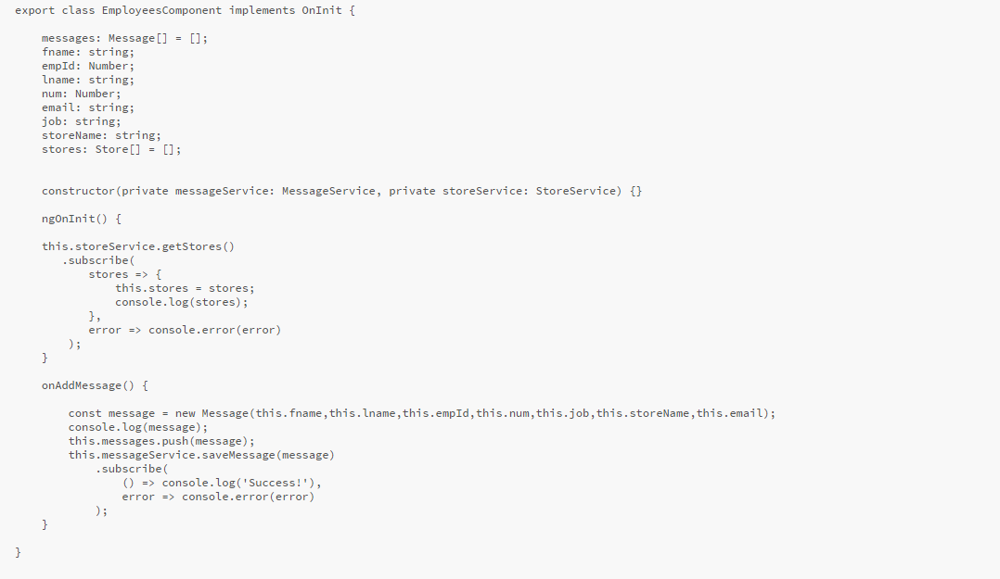 export class EmployeesComponent implements OnInit {
messages: Message[] = [];
fname: string;
empId: Number;
lname: string;
num: Number;
email: string;
job: string;
storeName: string;
stores: Store[] = [];
constructor(private messageService: MessageService, private storeService: StoreService) {}
ngOnInit() {
this.storeService.getStores()
.subscribe(
stores => {
this.stores = stores;
console.log(stores);
},
error => console.error(error)
);
}
onAddMessage() {
const message = new Message(this.fname,this.lname,this.empId,this.num,this.job,this.storeName,this.email);
console.log(message);
this.messages.push(message);
this.messageService.saveMessage(message)
.subscribe(
() => console.log('Success!'),
error => console.error(error)
);
}
}